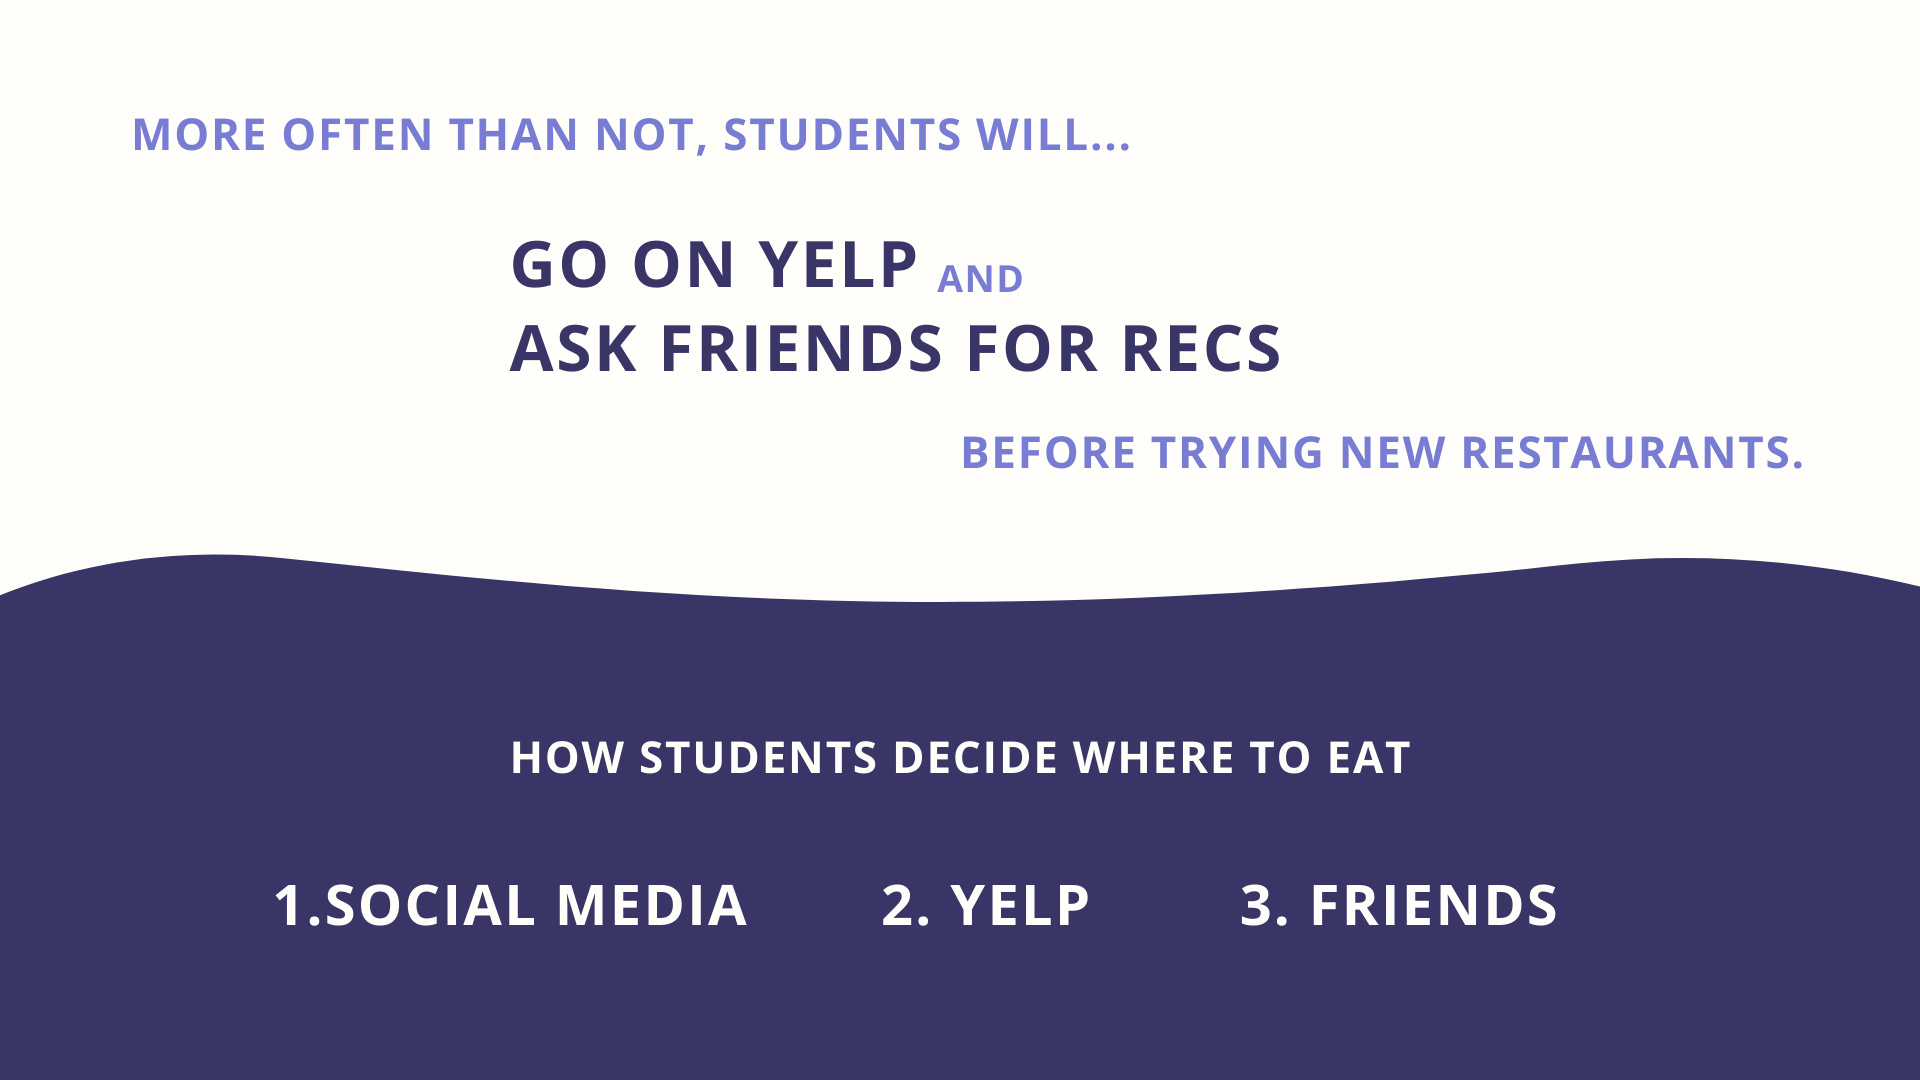 MORE OFTEN THAN NOT, STUDENTS WILL...
GO ON YELP AND
ASK FRIENDS FOR RECS
BEFORE TRYING NEW RESTAURANTS.
HOW STUDENTS DECIDE WHERE TO EAT
1.SOCIAL MEDIA 2. YELP 3. FRIENDS